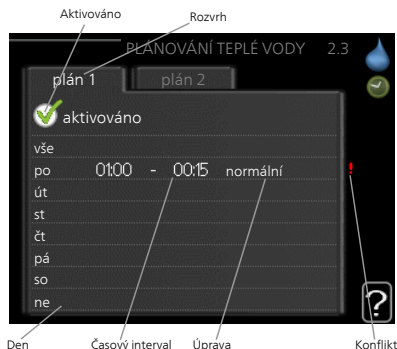 Aktivováno
Rozvrh
PLÁNOVÁNÍ TEPLÉ VODY 2.3
plán 1 plán 2
aktivováno
vše
po 01:00 - 00:15 normální !
út
st
čt
pá
so
ne
?
Den Časový interval Úprava Konflikt